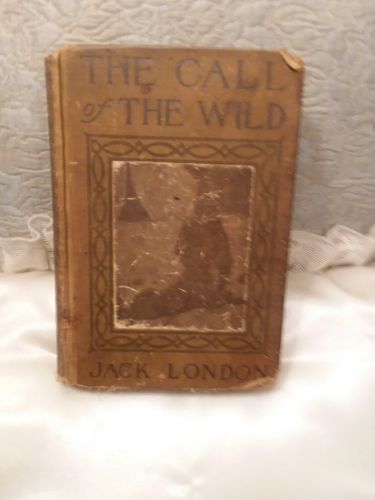 THE CALL
of THE WILD
JACK LONDON